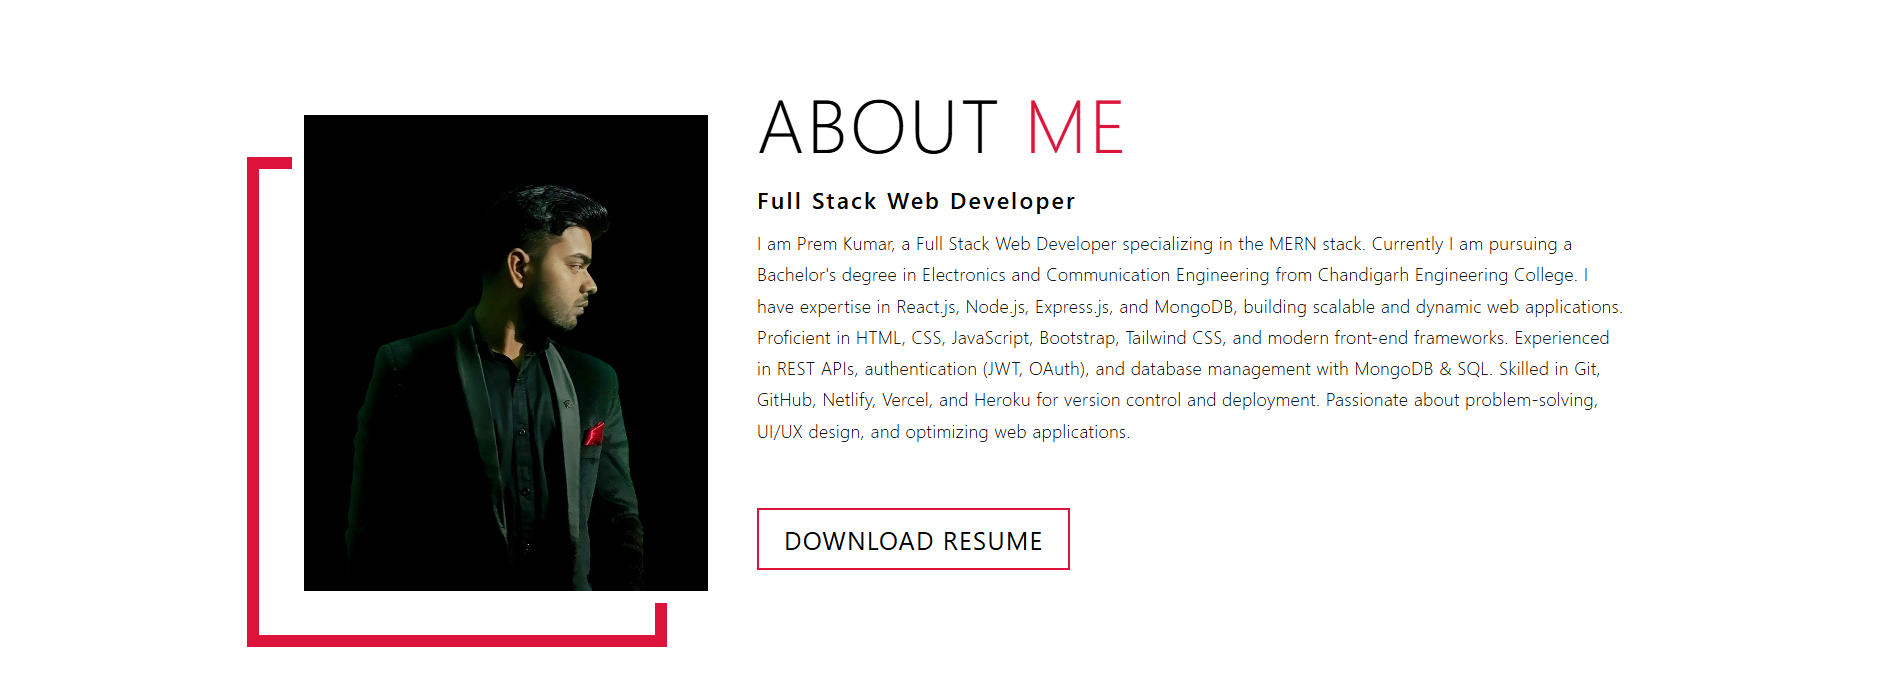 ABOUT ME
Full Stack Web Developer
I am Prem Kumar, a Full Stack Web Developer specializing in the MERN stack. Currently I am pursuing a
Bachelor's degree in Electronics and Communication Engineering from Chandigarh Engineering College. I
have expertise in React.js, Node.js, Express.js, and MongoDB, building scalable and dynamic web applications.
Proficient in HTML, CSS, JavaScript, Bootstrap, Tailwind CSS, and modern front-end frameworks. Experienced
in REST APIs, authentication (JWT, OAuth), and database management with MongoDB & SQL. Skilled in Git,
GitHub, Netlify, Vercel, and Heroku for version control and deployment. Passionate about problem-solving,
UI/UX design, and optimizing web applications.
DOWNLOAD RESUME